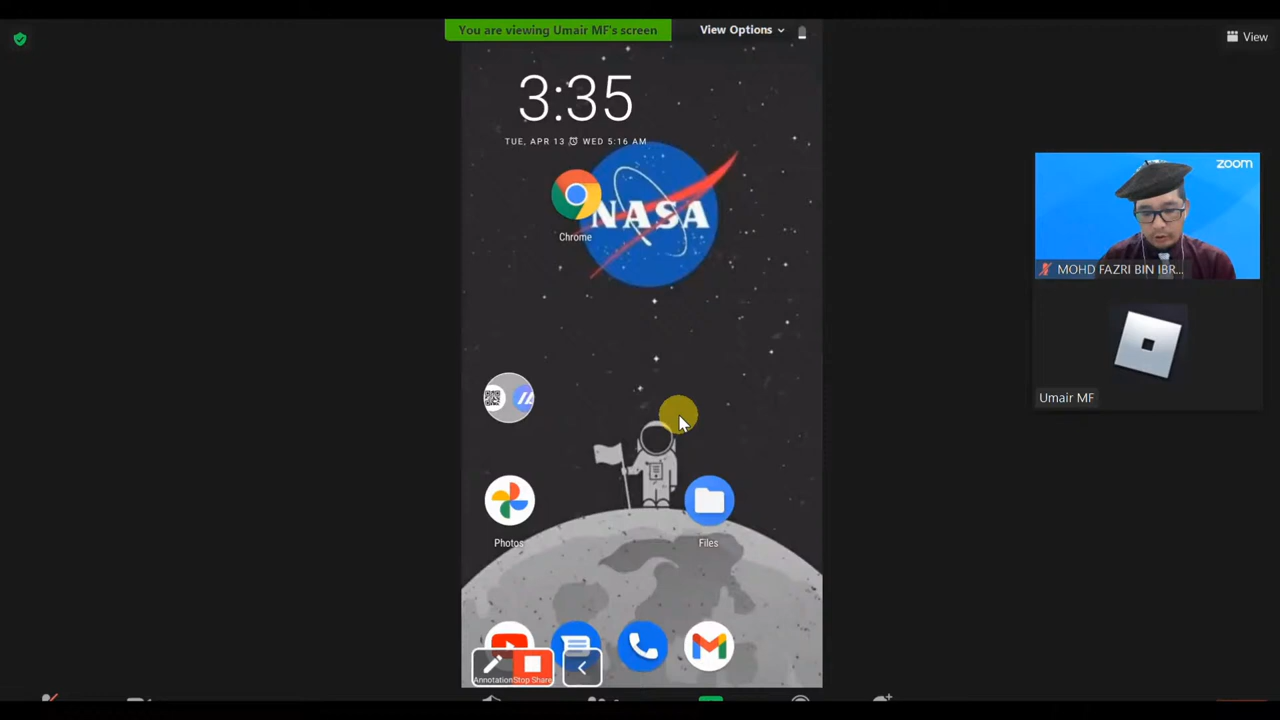 You are viewing Umair MF's screen
View Options
View
3:35
TUE, APR 13 WED 5:16 AM
NASA
Chrome
zoom
MOHD FAZRI BIN IBR...
Umair MF
Photos
Files
Annotation
Stop Share